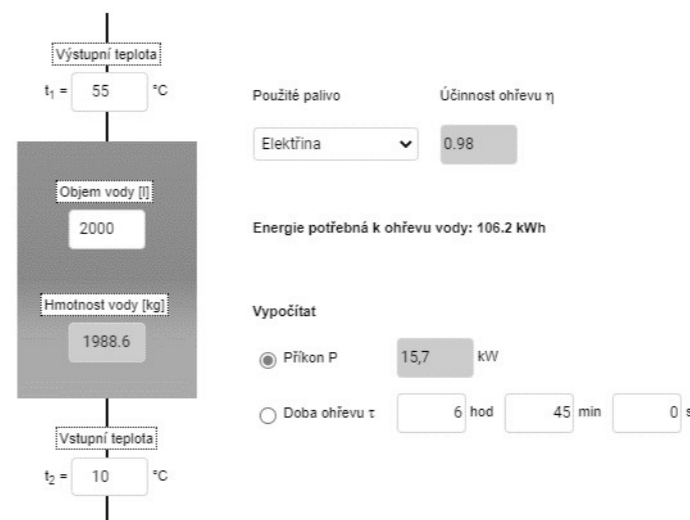 Výstupní teplota
t₁ = 55 °C
Použité palivo Účinnost ohřevu η
Elektřina 0.98
Objem vody [l]
2000
Energie potřebná k ohřevu vody: 106.2 kWh
Hmotnost vody [kg]
1988.6
Vypočítat
Příkon P 15,7 kW
Doba ohřevu τ 6 hod 45 min 0 s
Vstupní teplota
t₂ = 10 °C